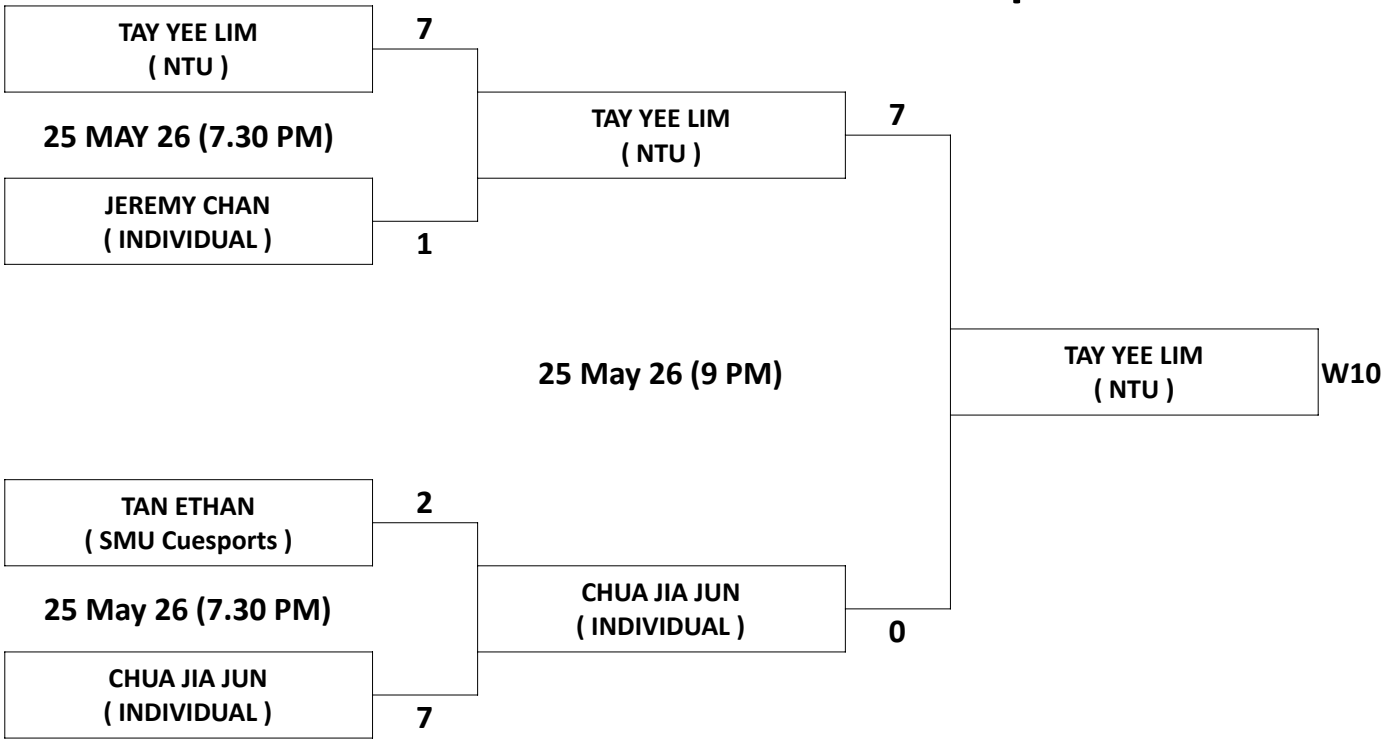 TAY YEE LIM
( NTU )
7
25 MAY 26 (7.30 PM)
JEREMY CHAN
( INDIVIDUAL )
1
TAY YEE LIM
( NTU )
7
25 May 26 (9 PM)
TAY YEE LIM
( NTU )
W10
TAN ETHAN
( SMU Cuesports )
2
25 May 26 (7.30 PM)
CHUA JIA JUN
( INDIVIDUAL )
7
CHUA JIA JUN
( INDIVIDUAL )
0